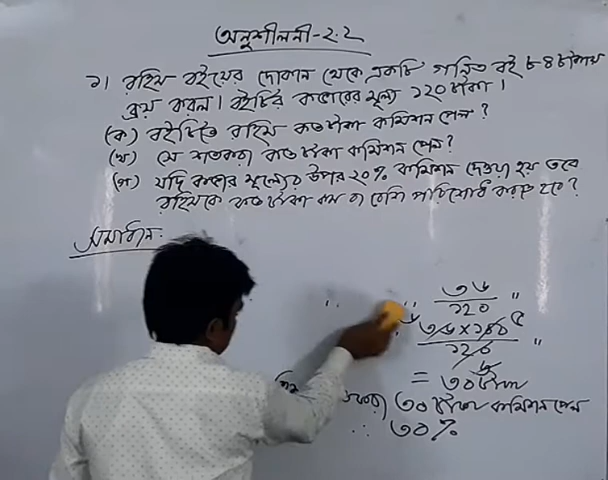 অনুশীলনী-২.২
১। রহিম বইয়ের দোকান থেকে একটি গণিত বই ৮৪ টাকায়
ক্রয় করল। বইটির কভারের মূল্য ১২০ টাকা।
(ক) বইটিতে রহিম কত টাকা কমিশন পেল?
(খ) সে শতকরা কত টাকা কমিশন পেল?
(গ) যদি কভার মূল্যের উপর ২০% কমিশন দেওয়া হয় তবে
রহিমকে কত টাকা কম বা বেশি পরিশোধ করতে হবে?
সমাধান:
" " ৩৬/১২০ "
৩৬×১০০/১২০ "
= ৩০ টাকা
৩০ টাকা কমিশন পেল
∴ ৩০%